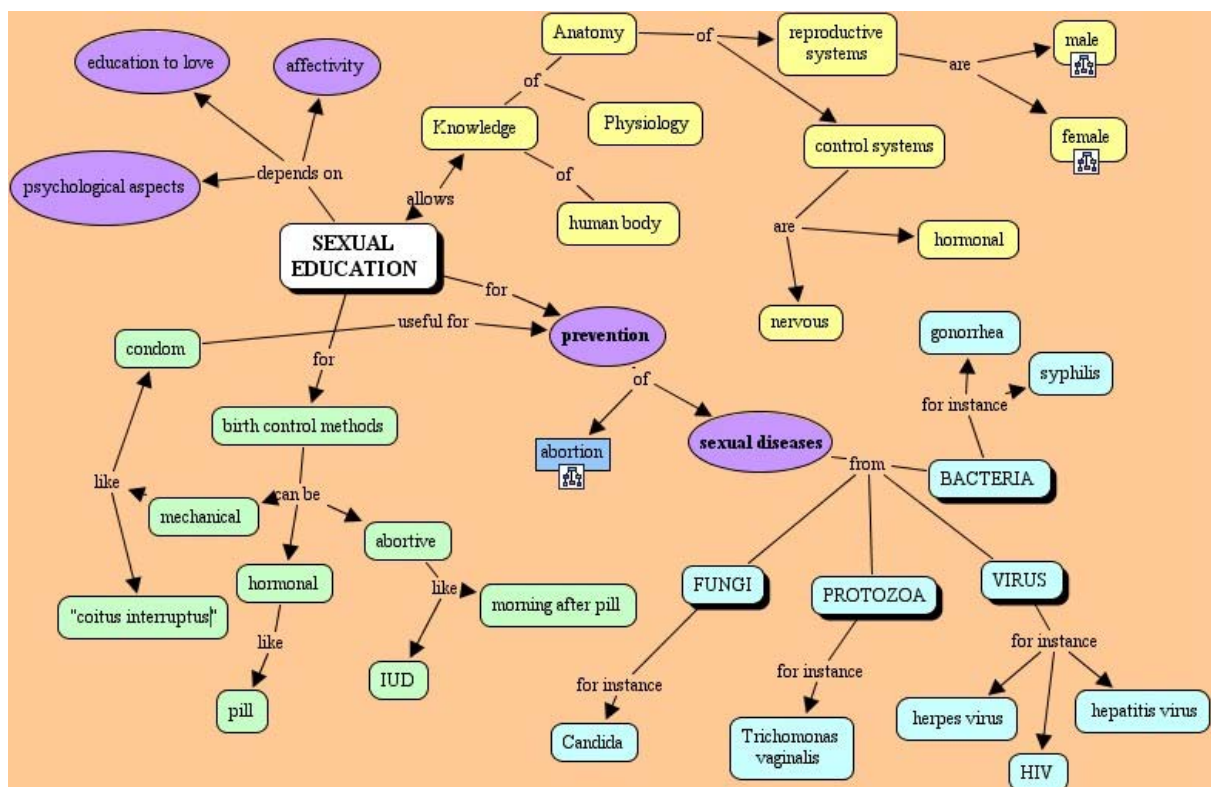 Anatomy
of
reproductive
systems
male
are
education to love
affectivity
of
Knowledge
Physiology
control systems
female
psychological aspects
depends on
allows
of
human body
are
hormonal
SEXUAL
EDUCATION
for
nervous
useful for
prevention
condom
for
of
gonorrhea
syphilis
for instance
birth control methods
abortion
sexual diseases
from
BACTERIA
like
can be
mechanical
abortive
hormonal
like
morning after pill
FUNGI
PROTOZOA
VIRUS
"coitus interruptus"
like
IUD
pill
for instance
for instance
for instance
Candida
Trichomonas
vaginalis
herpes virus
hepatitis virus
HIV